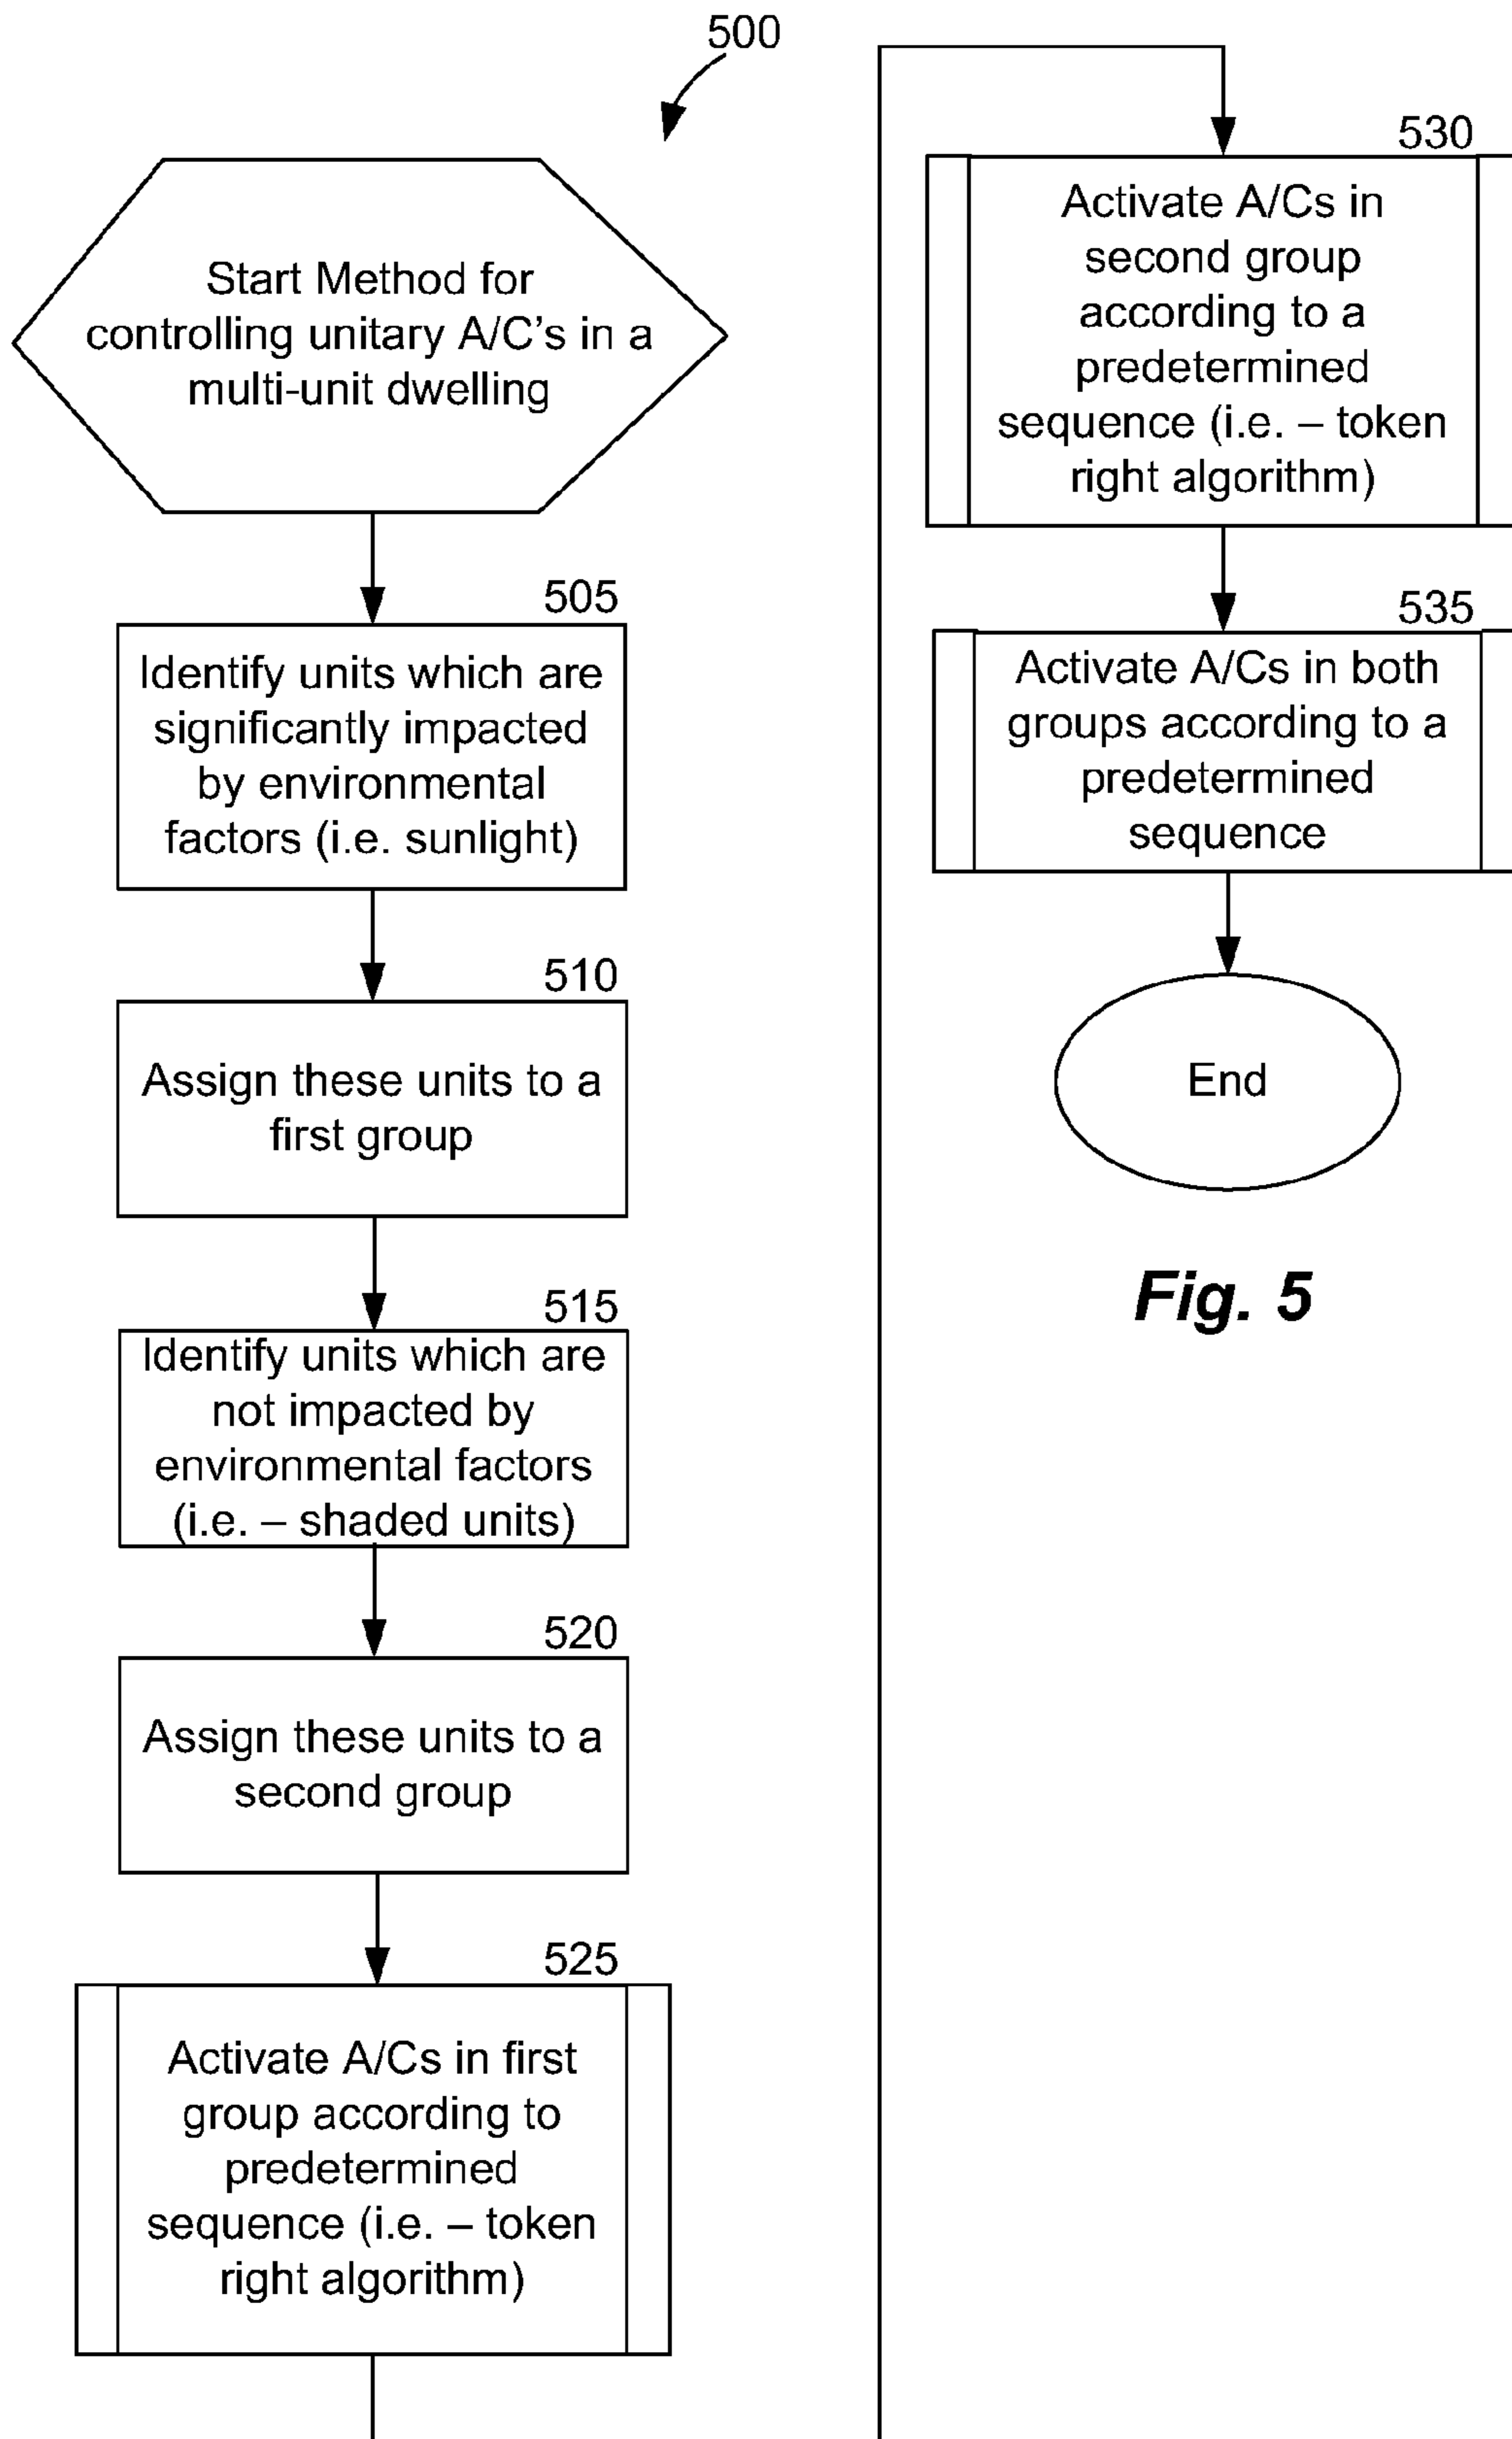 500
Start Method for
controlling unitary A/C's in a
multi-unit dwelling
505
Identify units which are
significantly impacted
by environmental
factors (i.e. sunlight)
510
Assign these units to a
first group
515
Identify units which are
not impacted by
environmental factors
(i.e. – shaded units)
520
Assign these units to a
second group
525
Activate A/Cs in first
group according to
predetermined
sequence (i.e. – token
right algorithm)
530
Activate A/Cs in
second group
according to a
predetermined
sequence (i.e. – token
right algorithm)
535
Activate A/Cs in both
groups according to a
predetermined
sequence
End
Fig. 5